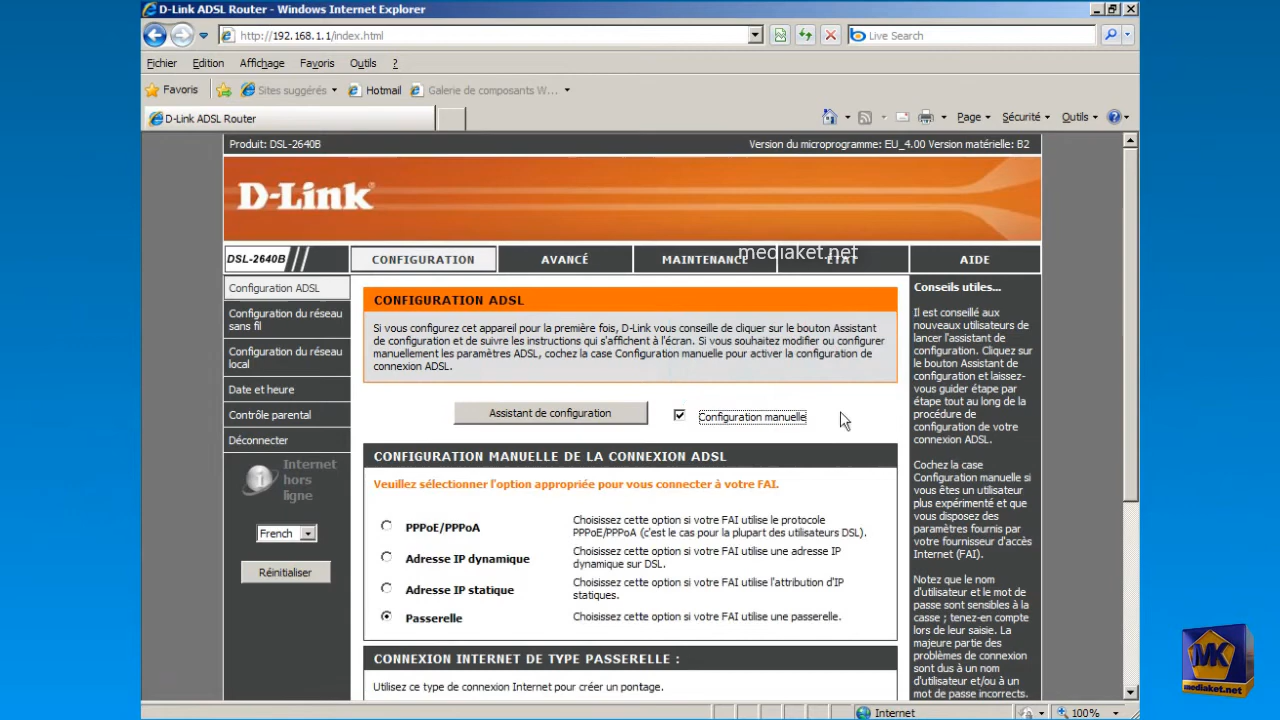 D-Link ADSL Router - Windows Internet Explorer
http://192.168.1.1/index.html
Live Search
Fichier Edition Affichage Favoris Outils ?
Favoris Sites suggérés Hotmail Galerie de composants W...
D-Link ADSL Router
Page Sécurité Outils
Produit: DSL-2640B
Version du microprogramme: EU_4.00 Version matérielle: B2
D-Link
mediaket.net
DSL-2640B
CONFIGURATION AVANCÉ MAINTENANCE ÉTAT AIDE
Configuration ADSL
Configuration du réseau
sans fil
Configuration du réseau
local
Date et heure
Contrôle parental
Déconnecter
Internet
hors
ligne
French
Réinitialiser
CONFIGURATION ADSL
Si vous configurez cet appareil pour la première fois, D-Link vous conseille de cliquer sur le bouton Assistant
de configuration et de suivre les instructions qui s'affichent à l'écran. Si vous souhaitez modifier ou configurer
manuellement les paramètres ADSL, cochez la case Configuration manuelle pour activer la configuration de
connexion ADSL.
Assistant de configuration
Configuration manuelle
CONFIGURATION MANUELLE DE LA CONNEXION ADSL
Veuillez sélectionner l'option appropriée pour vous connecter à votre FAI.
PPPoE/PPPoA
Choisissez cette option si votre FAI utilise le protocole
PPPoE/PPPoA (c'est le cas pour la plupart des utilisateurs DSL).
Adresse IP dynamique
Choisissez cette option si votre FAI utilise une adresse IP
dynamique sur DSL.
Adresse IP statique
Choisissez cette option si votre FAI utilise l'attribution d'IP
statiques.
Passerelle
Choisissez cette option si votre FAI utilise une passerelle.
CONNEXION INTERNET DE TYPE PASSERELLE :
Utilisez ce type de connexion Internet pour créer un pontage.
Conseils utiles...
Il est conseillé aux
nouveaux utilisateurs de
lancer l'assistant de
configuration. Cliquez sur
le bouton Assistant de
configuration et laissez-
vous guider étape par
étape tout au long de la
procédure de
configuration de votre
connexion ADSL.
Cochez la case
Configuration manuelle si
vous êtes un utilisateur
plus expérimenté et que
vous disposez des
paramètres fournis par
votre fournisseur d'accès
Internet (FAI).
Notez que le nom
d'utilisateur et le mot de
passe sont sensibles à la
casse ; tenez-en compte
lors de leur saisie. La
majeure partie des
problèmes de connexion
sont dus à un nom
d'utilisateur et/ou à un
mot de passe incorrects.
Internet
100%
MK
mediaket.net